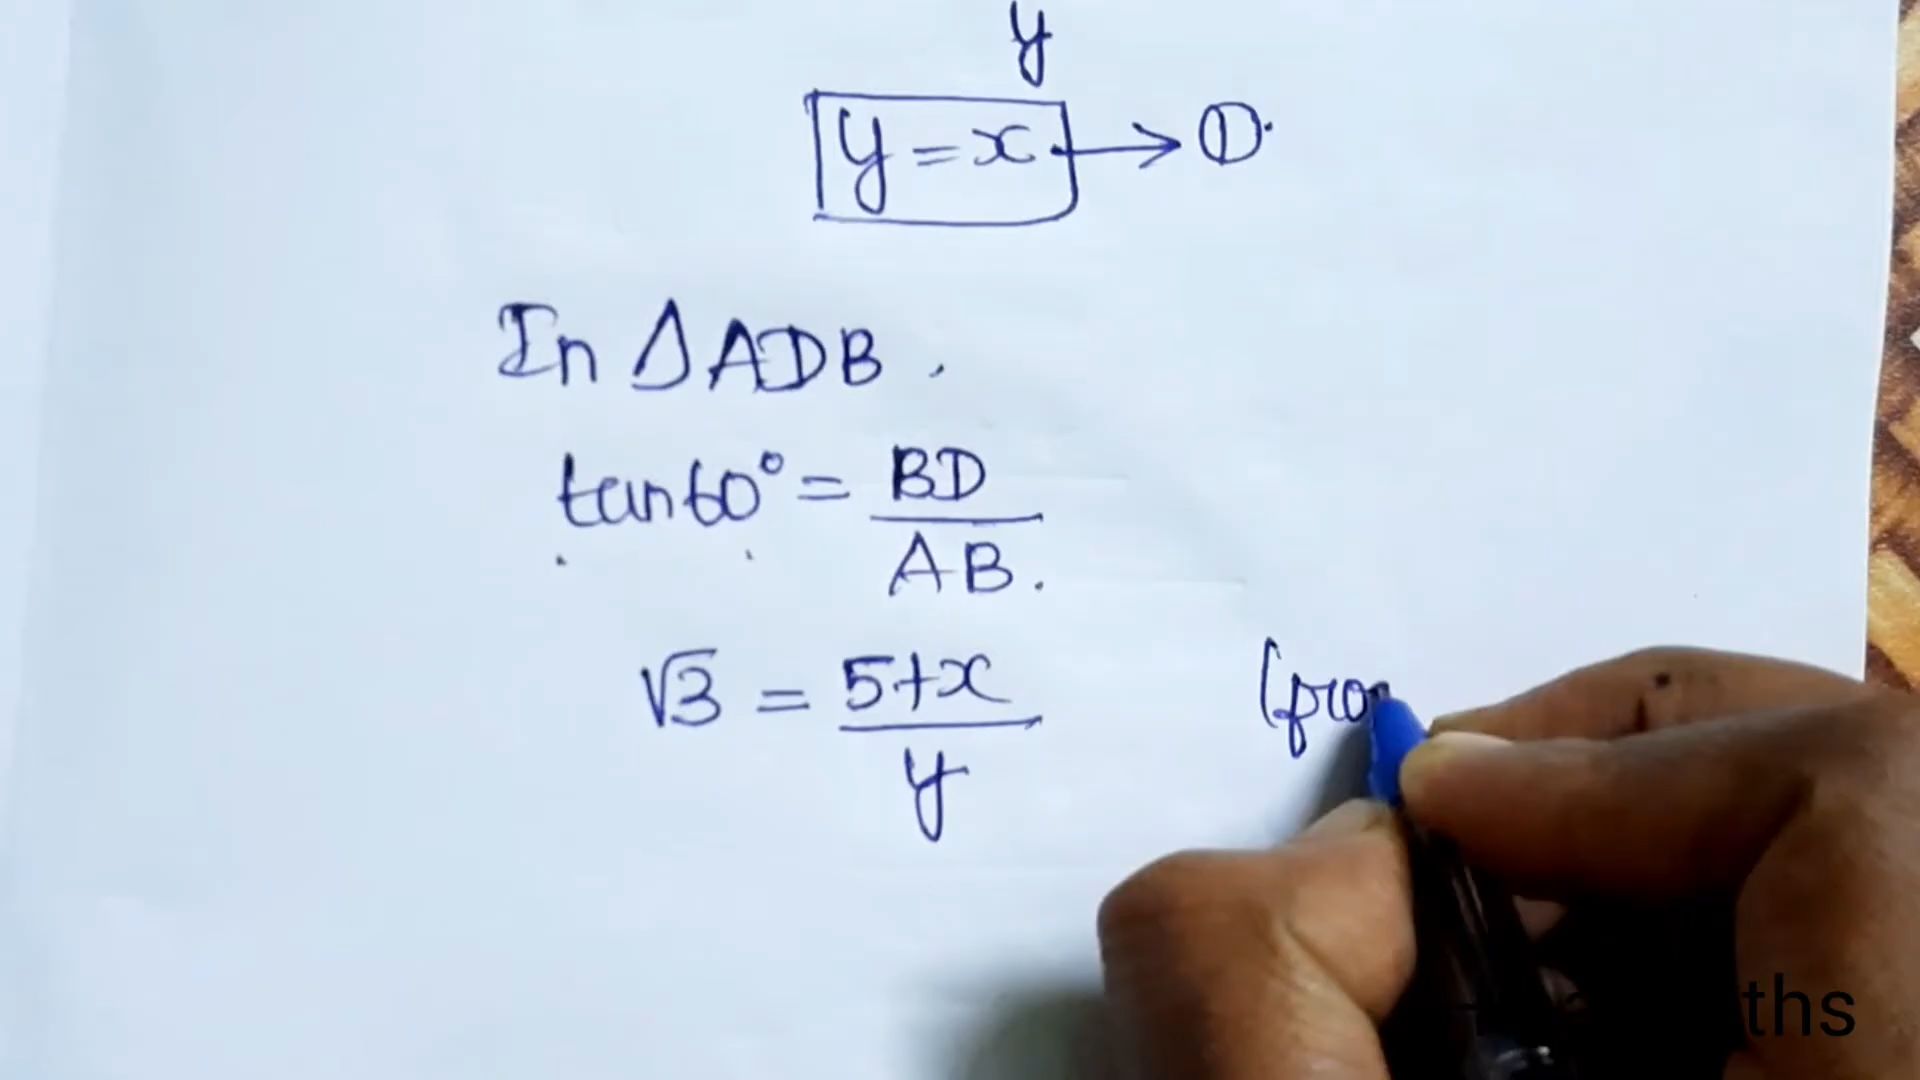 y
y = x → ①.
In △ADB.
tan60° = BD
AB.
√3 = 5+x
y
(fro
ths